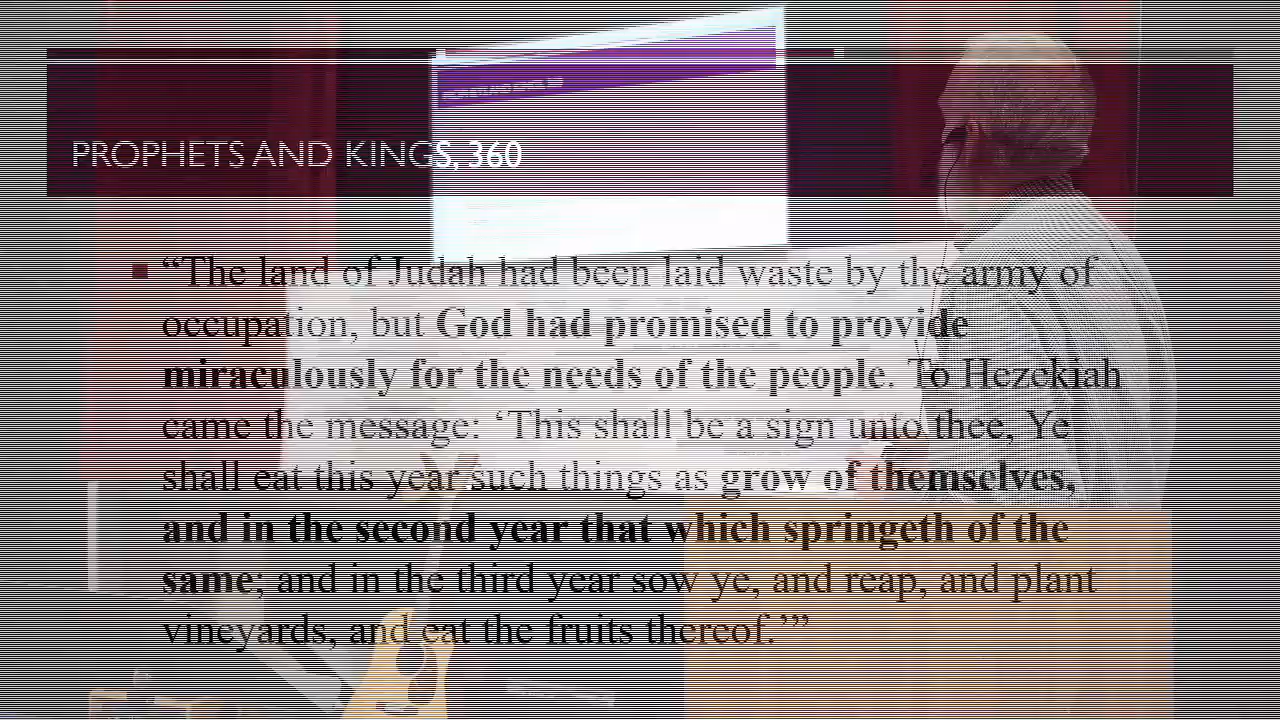 PROPHETS AND KINGS, 360
“The land of Judah had been laid waste by the army of
occupation, but God had promised to provide
miraculously for the needs of the people. To Hezekiah
came the message: ‘This shall be a sign unto thee, Ye
shall eat this year such things as grow of themselves,
and in the second year that which springeth of the
same; and in the third year sow ye, and reap, and plant
vineyards, and eat the fruits thereof.’”